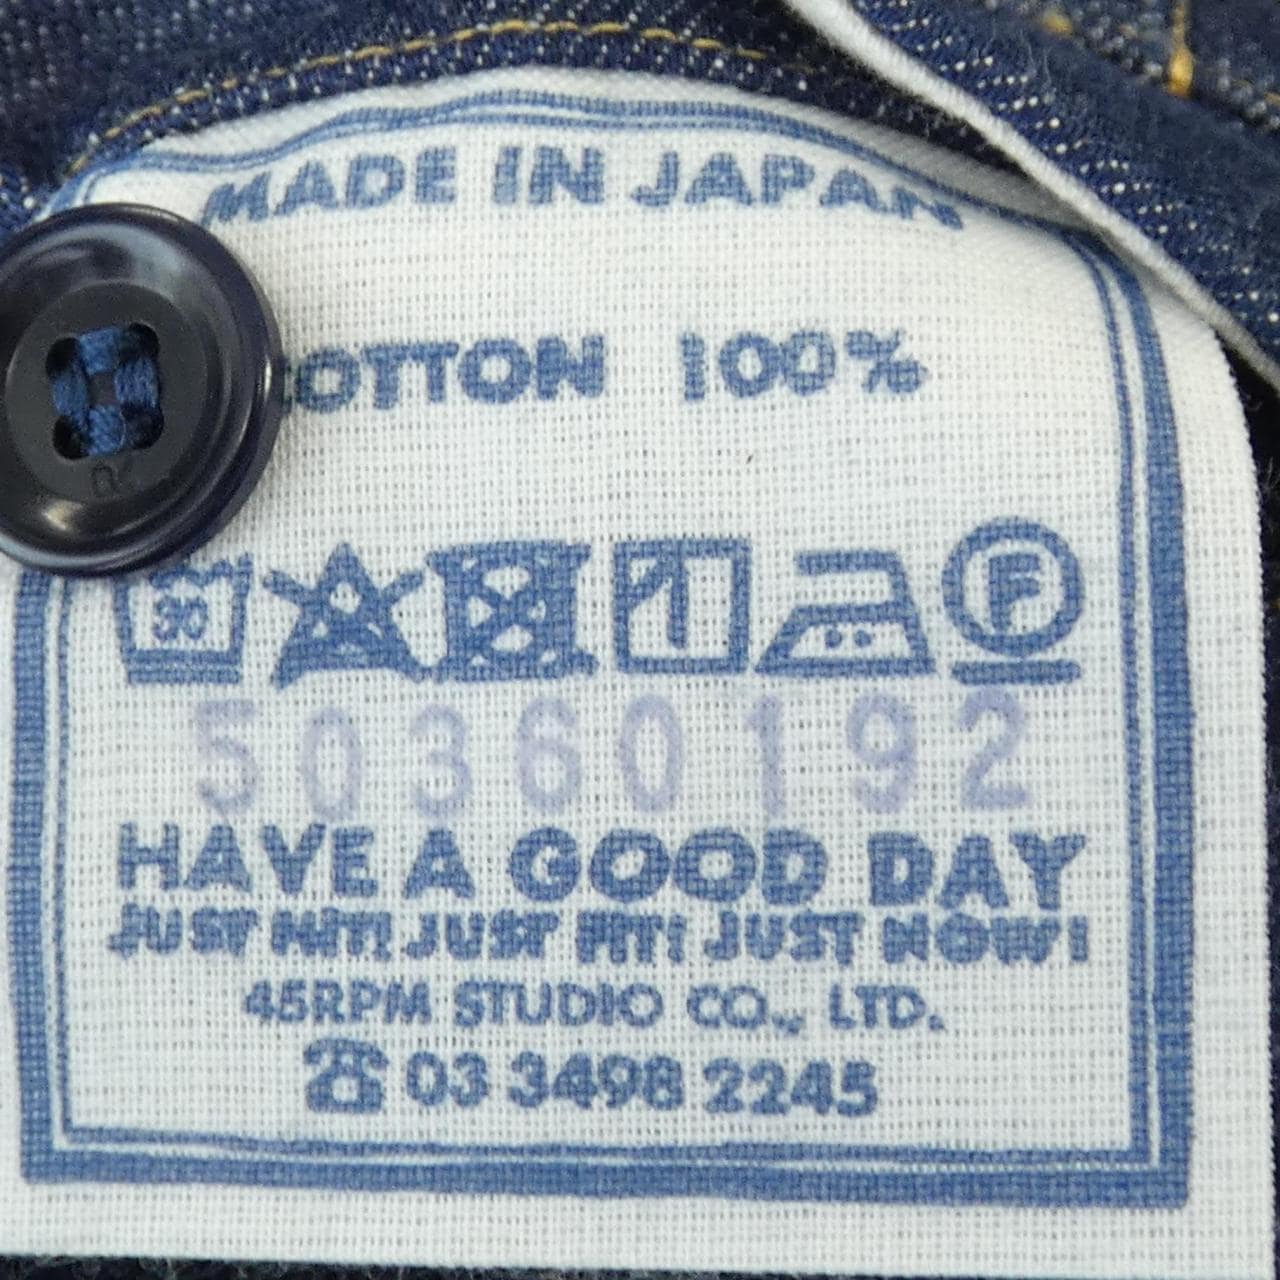 MADE IN JAPAN
COTTON 100%
30 F
50360192
HAVE A GOOD DAY
JUST HIT! JUST FIT! JUST NOW!
45RPM STUDIO CO., LTD.
☎ 03 3498 2245